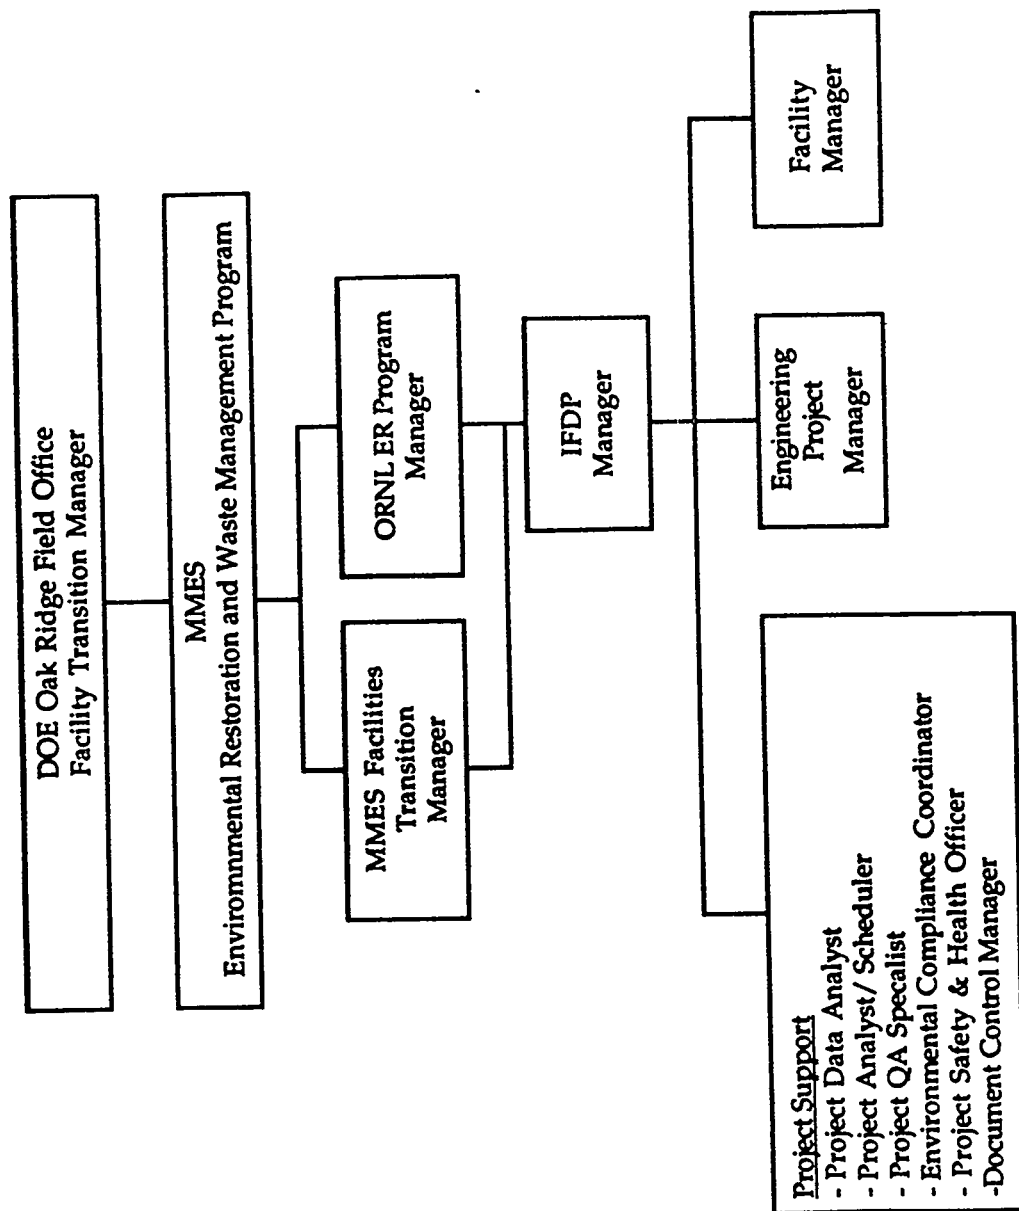 DOE Oak Ridge Field Office
Facility Transition Manager
MMES
Enviromnmental Restoration and Waste Management Program
MMES Facilities
Transition
Manager
ORNL ER Program
Manager
IFDP
Manager
Project Support
- Project Data Analyst
- Project Analyst/ Scheduler
- Project QA Specalist
- Environmental Compliance Coordinator
- Project Safety & Health Officer
-Document Control Manager
Engineering
Project
Manager
Facility
Manager